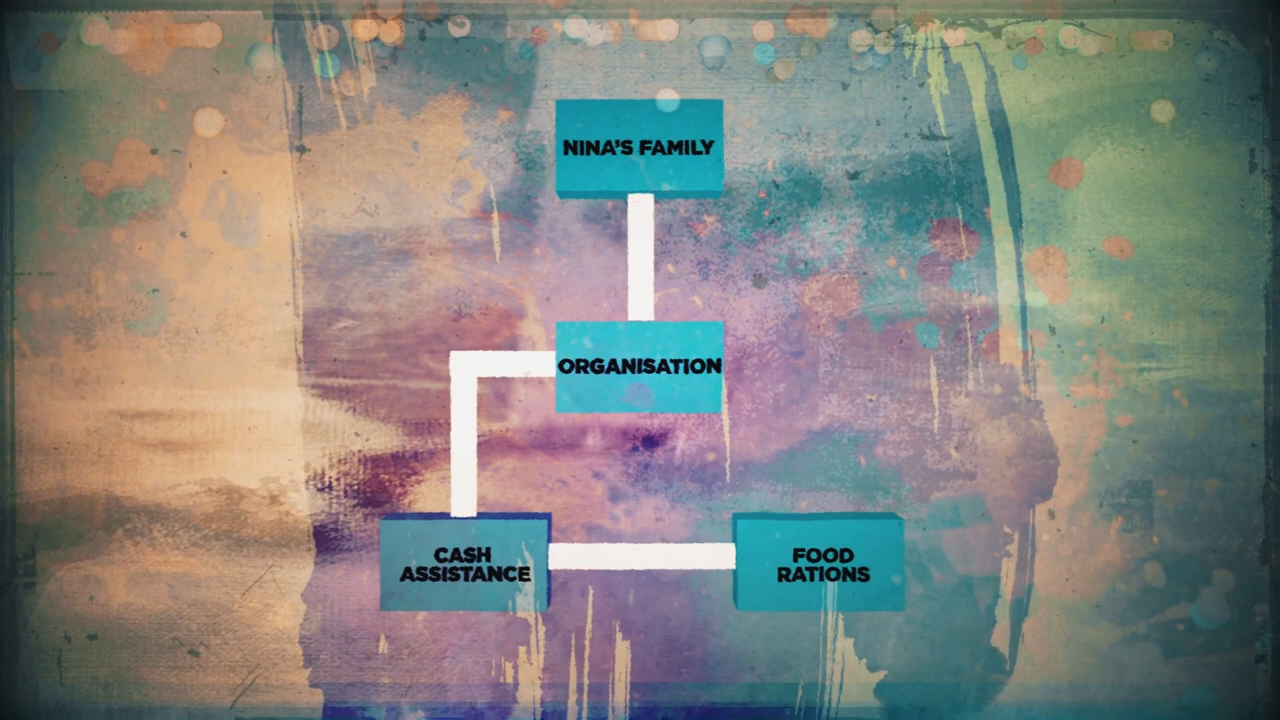 NINA'S FAMILY
ORGANISATION
CASH
ASSISTANCE
FOOD
RATIONS